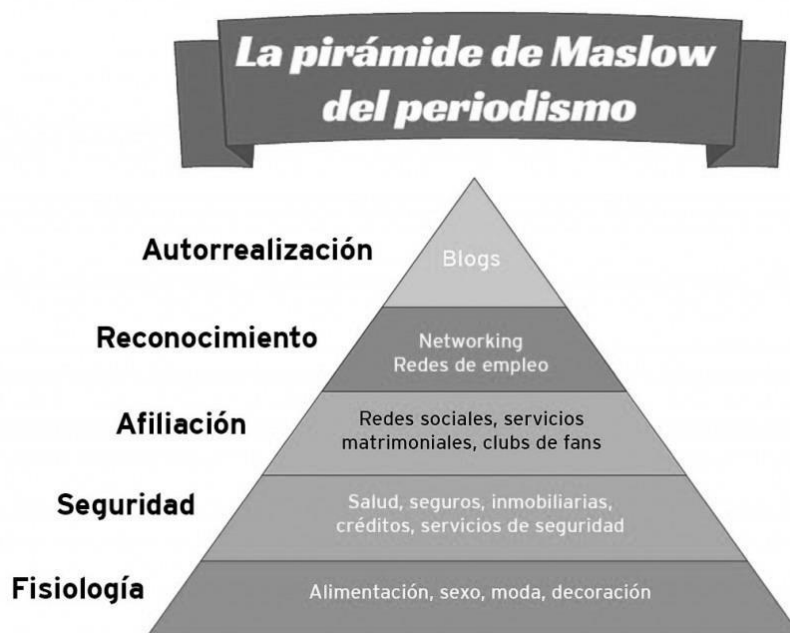 La pirámide de Maslow
del periodismo
Autorrealización
Blogs
Reconocimiento
Networking
Redes de empleo
Afiliación
Redes sociales, servicios
matrimoniales, clubs de fans
Seguridad
Salud, seguros, inmobiliarias,
créditos, servicios de seguridad
Fisiología
Alimentación, sexo, moda, decoración